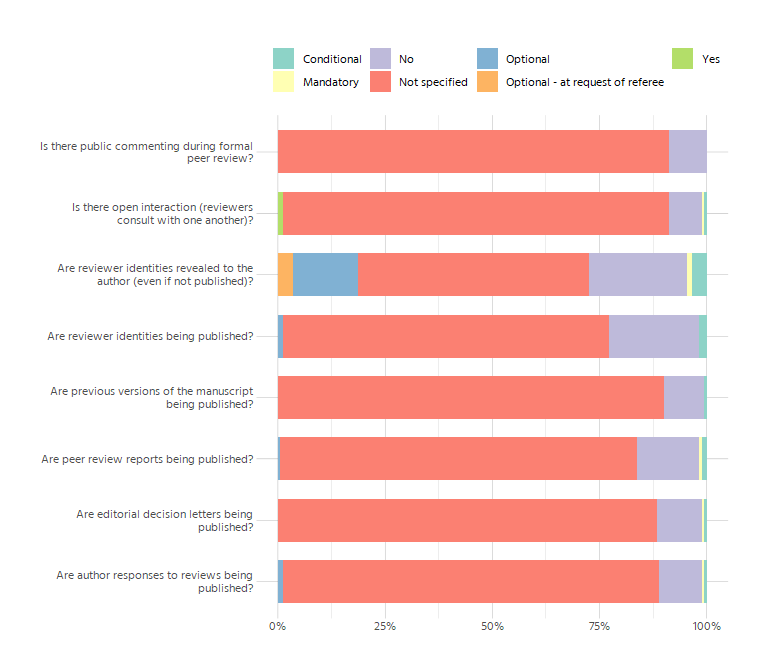 Conditional No Optional Yes
Mandatory Not specified Optional - at request of referee
Is there public commenting during formal
peer review?
Is there open interaction (reviewers
consult with one another)?
Are reviewer identities revealed to the
author (even if not published)?
Are reviewer identities being published?
Are previous versions of the manuscript
being published?
Are peer review reports being published?
Are editorial decision letters being
published?
Are author responses to reviews being
published?
0% 25% 50% 75% 100%